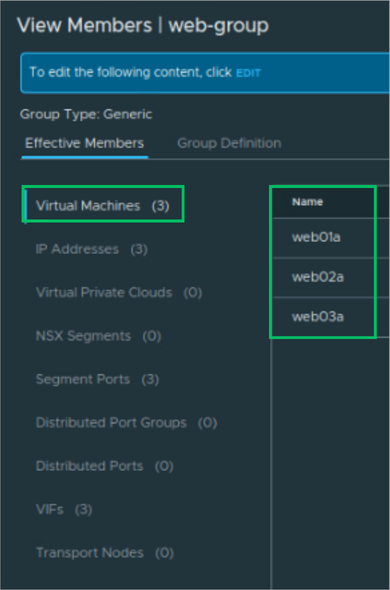 View Members | web-group
To edit the following content, click EDIT
Group Type: Generic
Effective Members Group Definition
Virtual Machines (3)
IP Addresses (3)
Virtual Private Clouds (0)
NSX Segments (0)
Segment Ports (3)
Distributed Port Groups (0)
Distributed Ports (0)
VIFs (3)
Transport Nodes (0)
Name
web01a
web02a
web03a